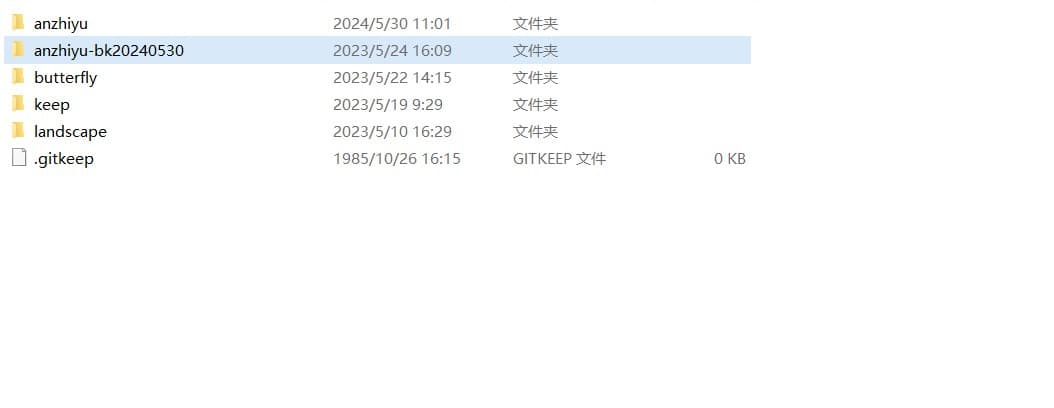 anzhiyu 2024/5/30 11:01 文件夹
anzhiyu-bk20240530 2023/5/24 16:09 文件夹
butterfly 2023/5/22 14:15 文件夹
keep 2023/5/19 9:29 文件夹
landscape 2023/5/10 16:29 文件夹
.gitkeep 1985/10/26 16:15 GITKEEP 文件 0 KB